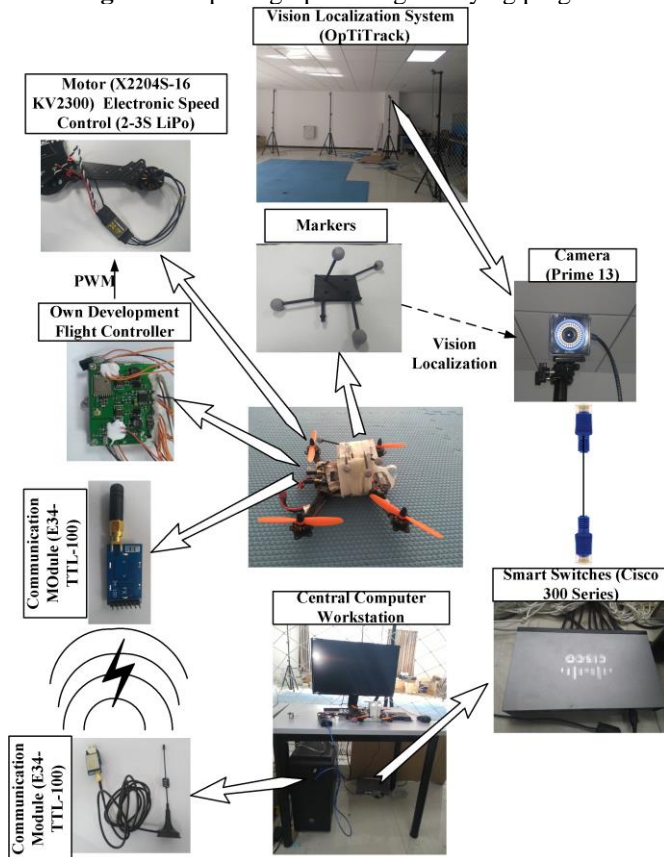 Vision Localization System
(OpTiTrack)
Motor (X2204S-16
KV2300) Electronic Speed
Control (2-3S LiPo)
Markers
Camera
(Prime 13)
PWM
Own Development
Flight Controller
Vision
Localization
Communication
MOdule (E34-
TTL-100)
Central Computer
Workstation
Smart Switches (Cisco
300 Series)
CISCO
Communication
Module (E34-
TTL-100)